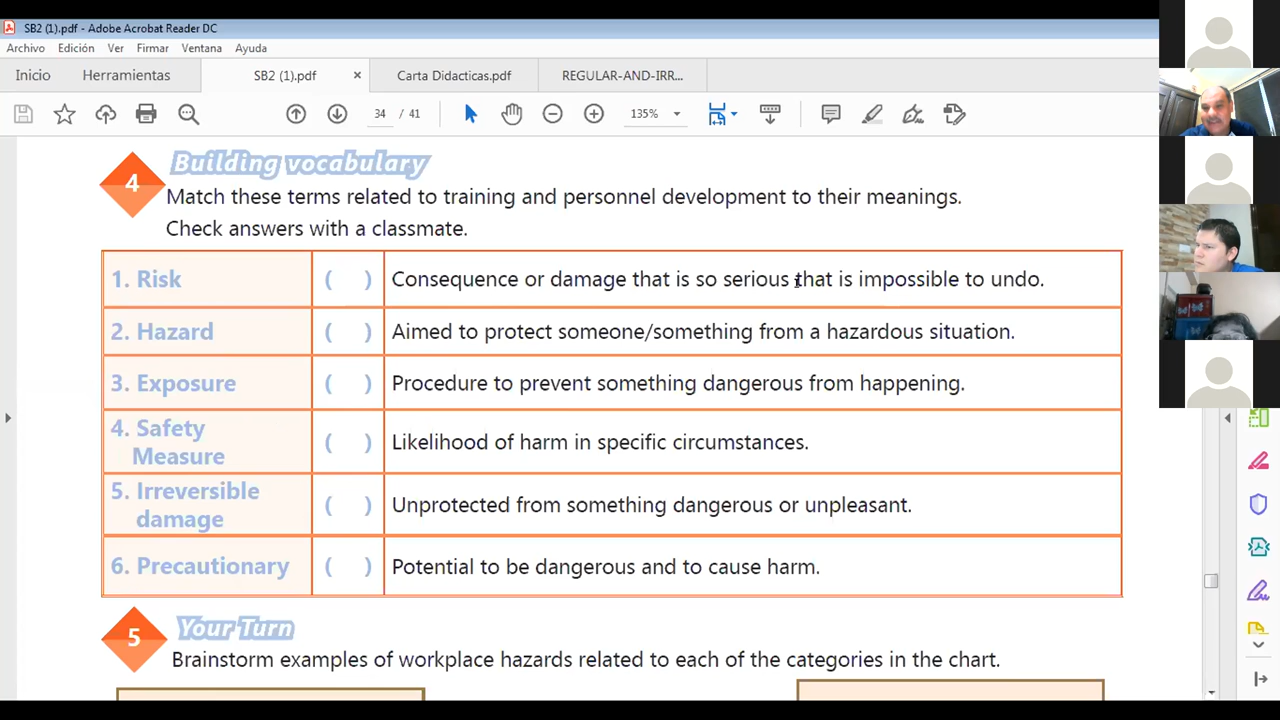 SB2 (1).pdf - Adobe Acrobat Reader DC
Archivo Edición Ver Firmar Ventana Ayuda
Inicio Herramientas SB2 (1).pdf × Carta Didacticas.pdf REGULAR-AND-IRR...
34 / 41 135%
4 Building vocabulary
Match these terms related to training and personnel development to their meanings.
Check answers with a classmate.
1. Risk ( ) Consequence or damage that is so serious that is impossible to undo.
2. Hazard ( ) Aimed to protect someone/something from a hazardous situation.
3. Exposure ( ) Procedure to prevent something dangerous from happening.
4. Safety
Measure ( ) Likelihood of harm in specific circumstances.
5. Irreversible
damage ( ) Unprotected from something dangerous or unpleasant.
6. Precautionary ( ) Potential to be dangerous and to cause harm.
5 Your Turn
Brainstorm examples of workplace hazards related to each of the categories in the chart.